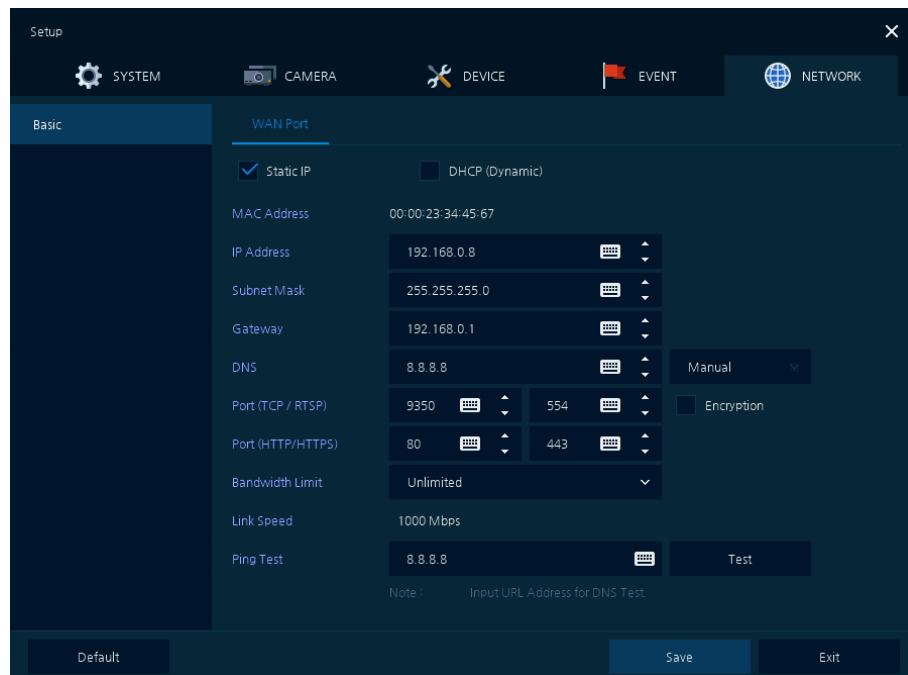 Setup
SYSTEM CAMERA DEVICE EVENT NETWORK
Basic WAN Port
Static IP DHCP (Dynamic)
MAC Address 00:00:23:34:45:67
IP Address 192.168.0.8
Subnet Mask 255.255.255.0
Gateway 192.168.0.1
DNS 8.8.8.8 Manual
Port (TCP / RTSP) 9350 554 Encryption
Port (HTTP/HTTPS) 80 443
Bandwidth Limit Unlimited
Link Speed 1000 Mbps
Ping Test 8.8.8.8 Test
Note : Input URL Address for DNS Test.
Default Save Exit